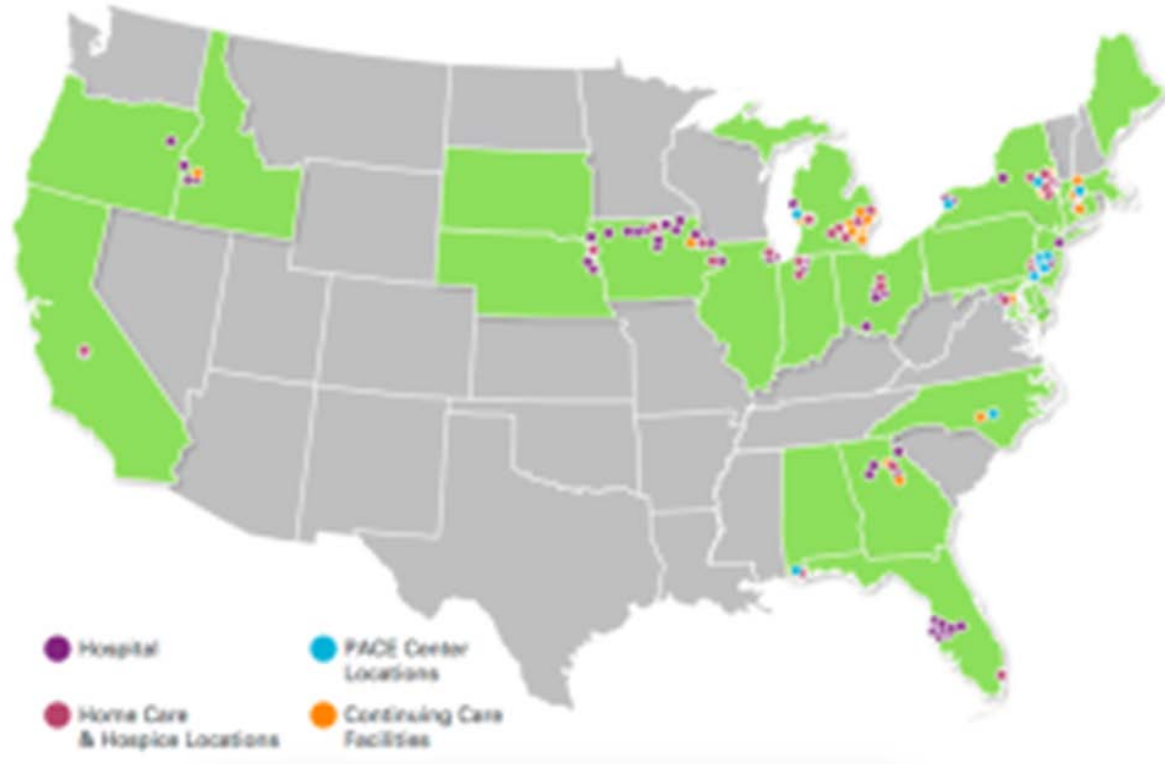 Hospital
PACE Center
Locations
Home Care
& Hospice Locations
Continuing Care
Facilities